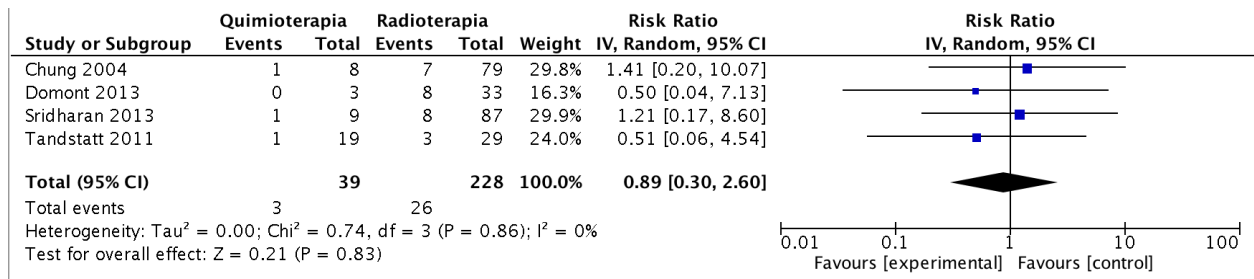 Quimioterapia Radioterapia Risk Ratio Risk Ratio
Study or Subgroup Events Total Events Total Weight IV, Random, 95% CI IV, Random, 95% CI
Chung 2004 1 8 7 79 29.8% 1.41 [0.20, 10.07]
Domont 2013 0 3 8 33 16.3% 0.50 [0.04, 7.13]
Sridharan 2013 1 9 8 87 29.9% 1.21 [0.17, 8.60]
Tandstatt 2011 1 19 3 29 24.0% 0.51 [0.06, 4.54]
Total (95% CI) 39 228 100.0% 0.89 [0.30, 2.60]
Total events 3 26
Heterogeneity: Tau² = 0.00; Chi² = 0.74, df = 3 (P = 0.86); I² = 0%
Test for overall effect: Z = 0.21 (P = 0.83)
0.01 0.1 1 10 100
Favours [experimental] Favours [control]